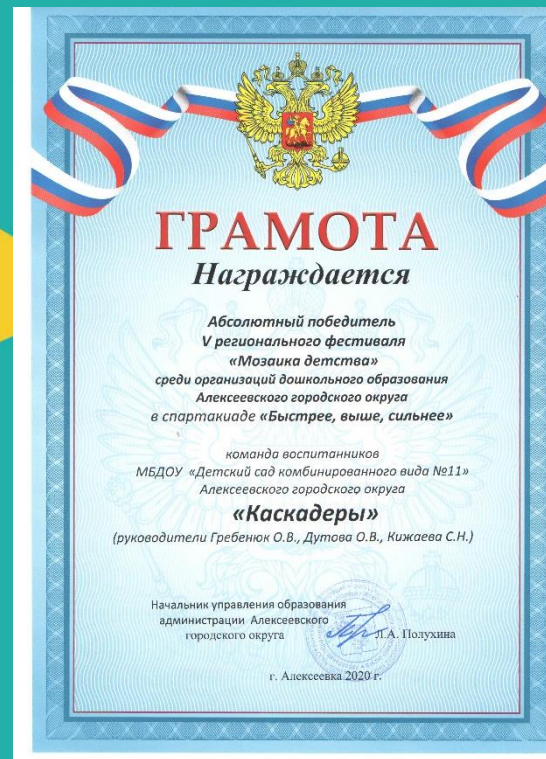 ГРАМОТА
Награждается
Абсолютный победитель
V регионального фестиваля
«Мозаика детства»
среди организаций дошкольного образования
Алексеевского городского округа
в спартакиаде «Быстрее, выше, сильнее»
команда воспитанников
МБДОУ «Детский сад комбинированного вида №11»
Алексеевского городского округа
«Каскадеры»
(руководители Гребенюк О.В., Дутова О.В., Кижаева С.Н.)
Начальник управления образования
администрации Алексеевского
городского округа Л.А. Полухина
г. Алексеевка 2020 г.